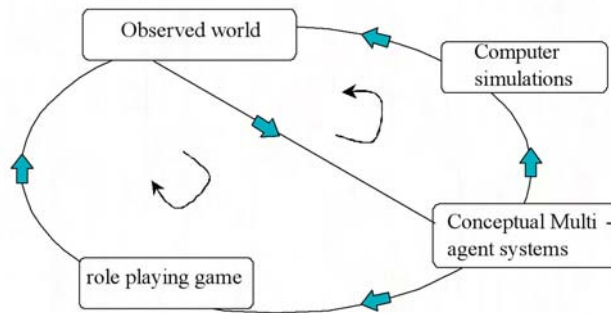 Observed world
Computer
simulations
Conceptual Multi -
agent systems
role playing game